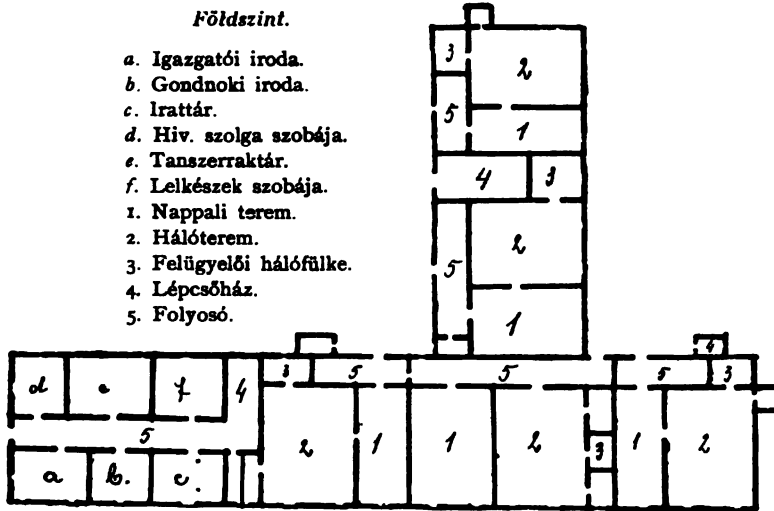 Földszint.
a. Igazgatói iroda.
b. Gondnoki iroda.
c. Irattár.
d. Hiv. szolga szobája.
e. Tanszerraktár.
f. Lelkészek szobája.
1. Nappali terem.
2. Hálóterem.
3. Felügyelői hálófülke.
4. Lépcsőház.
5. Folyosó.
3
2
5
1
4
3
2
5
1
4
3
5
5
5
3
d
e
f
4
5
2
1
1
2
3
1
2
a
b.
c.